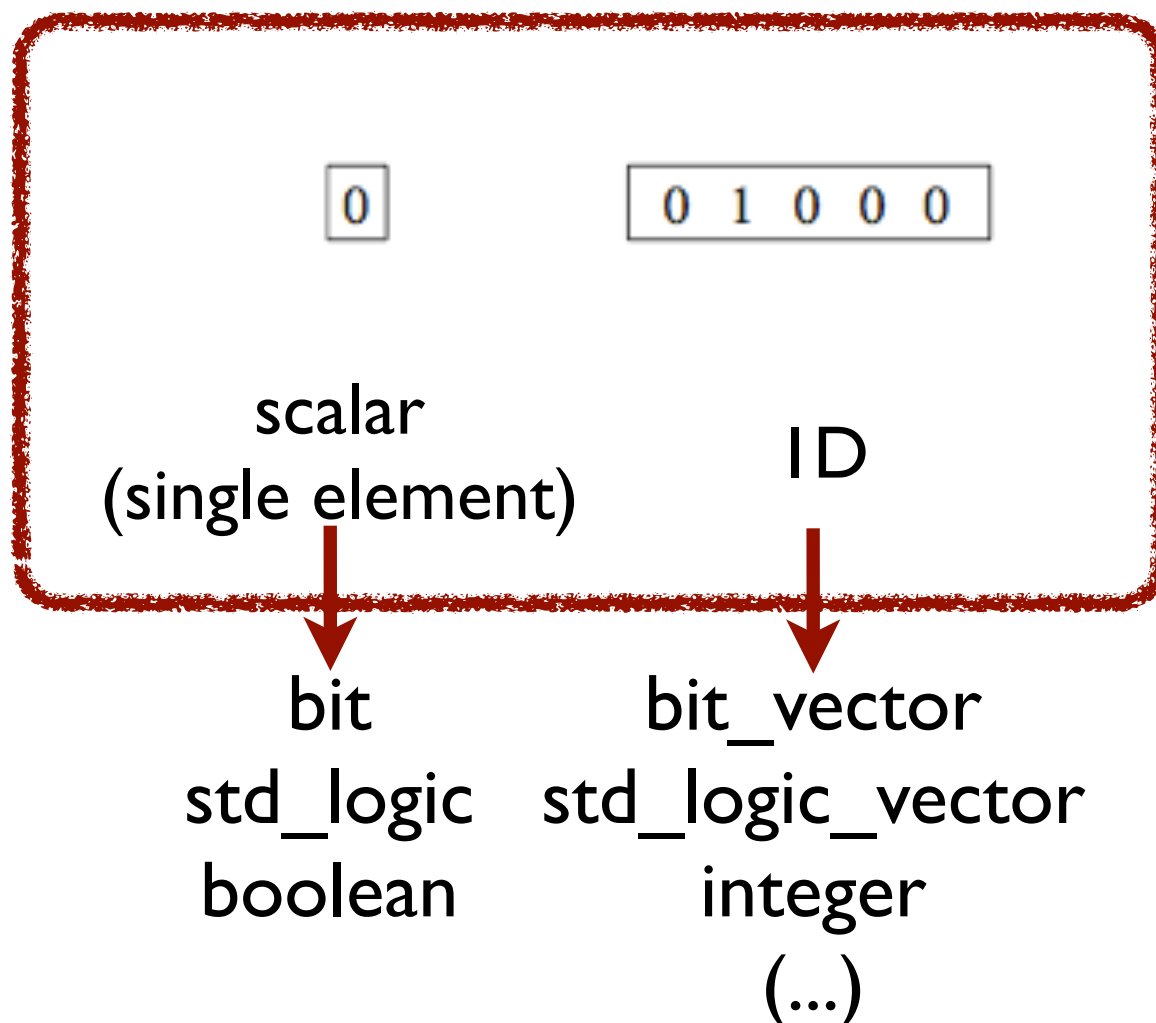 0
0 1 0 0 0
scalar
(single element)
1D
bit
std_logic
boolean
bit_vector
std_logic_vector
integer
(...)